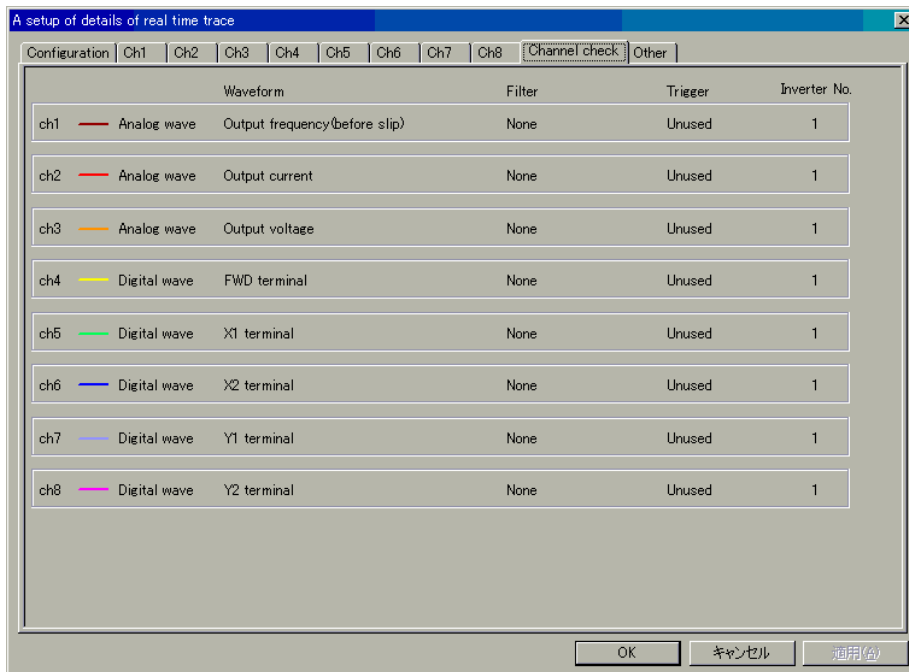 A setup of details of real time trace
Configuration Ch1 Ch2 Ch3 Ch4 Ch5 Ch6 Ch7 Ch8 Channel check Other
Waveform Filter Trigger Inverter No.
ch1 Analog wave Output frequency(before slip) None Unused 1
ch2 Analog wave Output current None Unused 1
ch3 Analog wave Output voltage None Unused 1
ch4 Digital wave FWD terminal None Unused 1
ch5 Digital wave X1 terminal None Unused 1
ch6 Digital wave X2 terminal None Unused 1
ch7 Digital wave Y1 terminal None Unused 1
ch8 Digital wave Y2 terminal None Unused 1
OK キャンセル 適用(A)